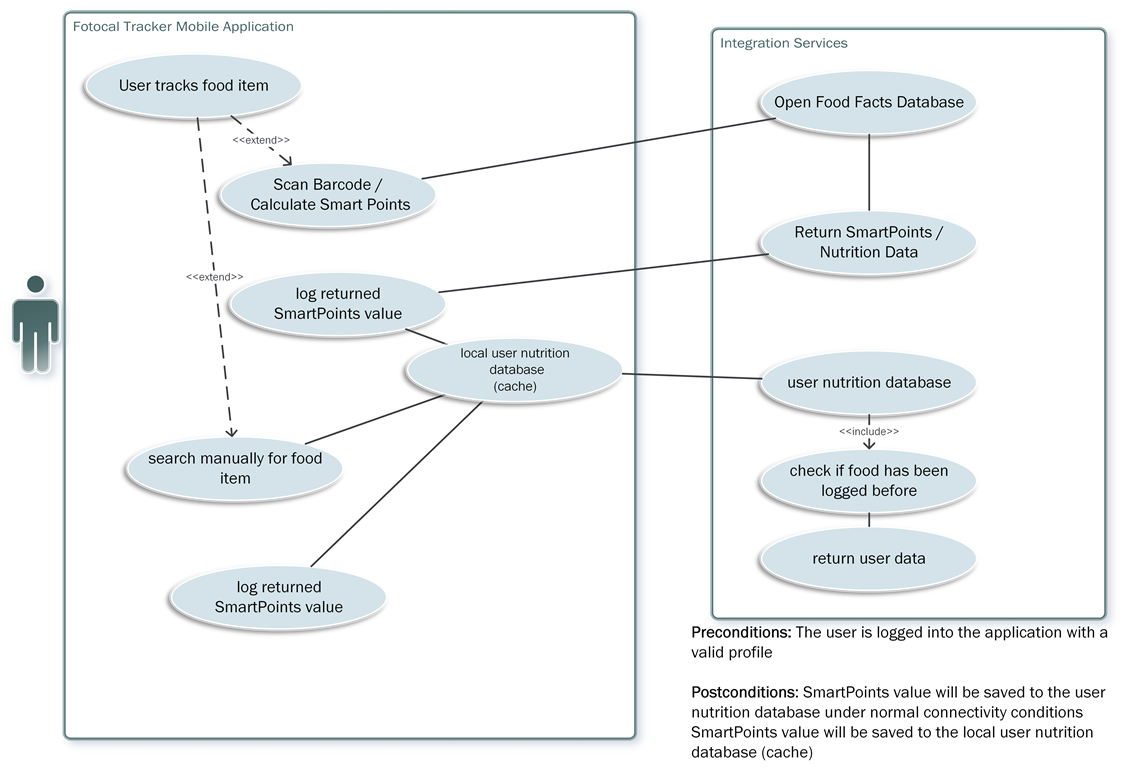 Fotocal Tracker Mobile Application
User tracks food item
<<extend>>
Scan Barcode /
Calculate Smart Points
<<extend>>
log returned
SmartPoints value
local user nutrition
database
(cache)
search manually for food
item
log returned
SmartPoints value
Integration Services
Open Food Facts Database
Return SmartPoints /
Nutrition Data
user nutrition database
<<include>>
check if food has been
logged before
return user data
Preconditions: The user is logged into the application with a
valid profile
Postconditions: SmartPoints value will be saved to the user
nutrition database under normal connectivity conditions
SmartPoints value will be saved to the local user nutrition
database (cache)